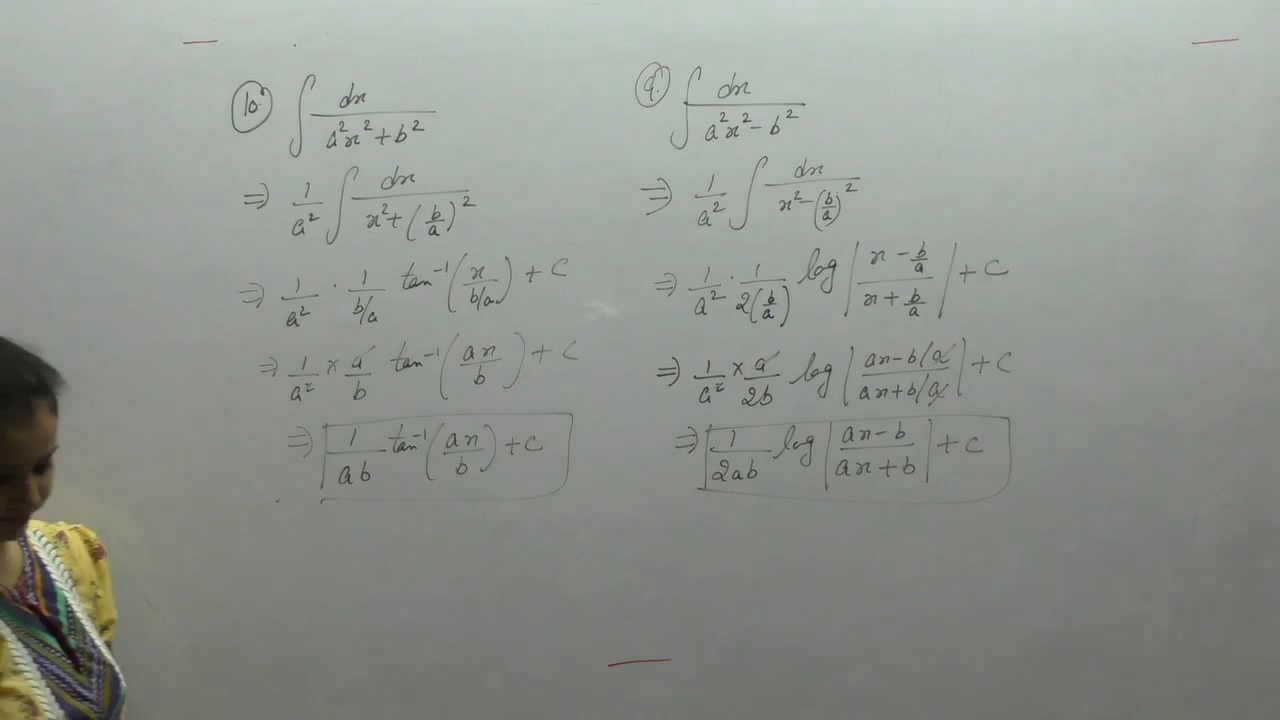 10. ∫ dx / (a²x² + b²)
⇒ 1/a² ∫ dx / (x² + (b/a)²)
⇒ 1/a² · 1/(b/a) tan⁻¹(x/(b/a)) + C
⇒ 1/a² × a/b tan⁻¹(ax/b) + C
⇒ 1/ab tan⁻¹(ax/b) + C
9. ∫ dx / (a²x² - b²)
⇒ 1/a² ∫ dx / (x² - (b/a)²)
⇒ 1/a² · 1/(2(b/a)) log |(x - b/a) / (x + b/a)| + C
⇒ 1/a² × a/2b log |(ax - b/a) / (ax + b/a)| + C
⇒ 1/2ab log |(ax - b) / (ax + b)| + C